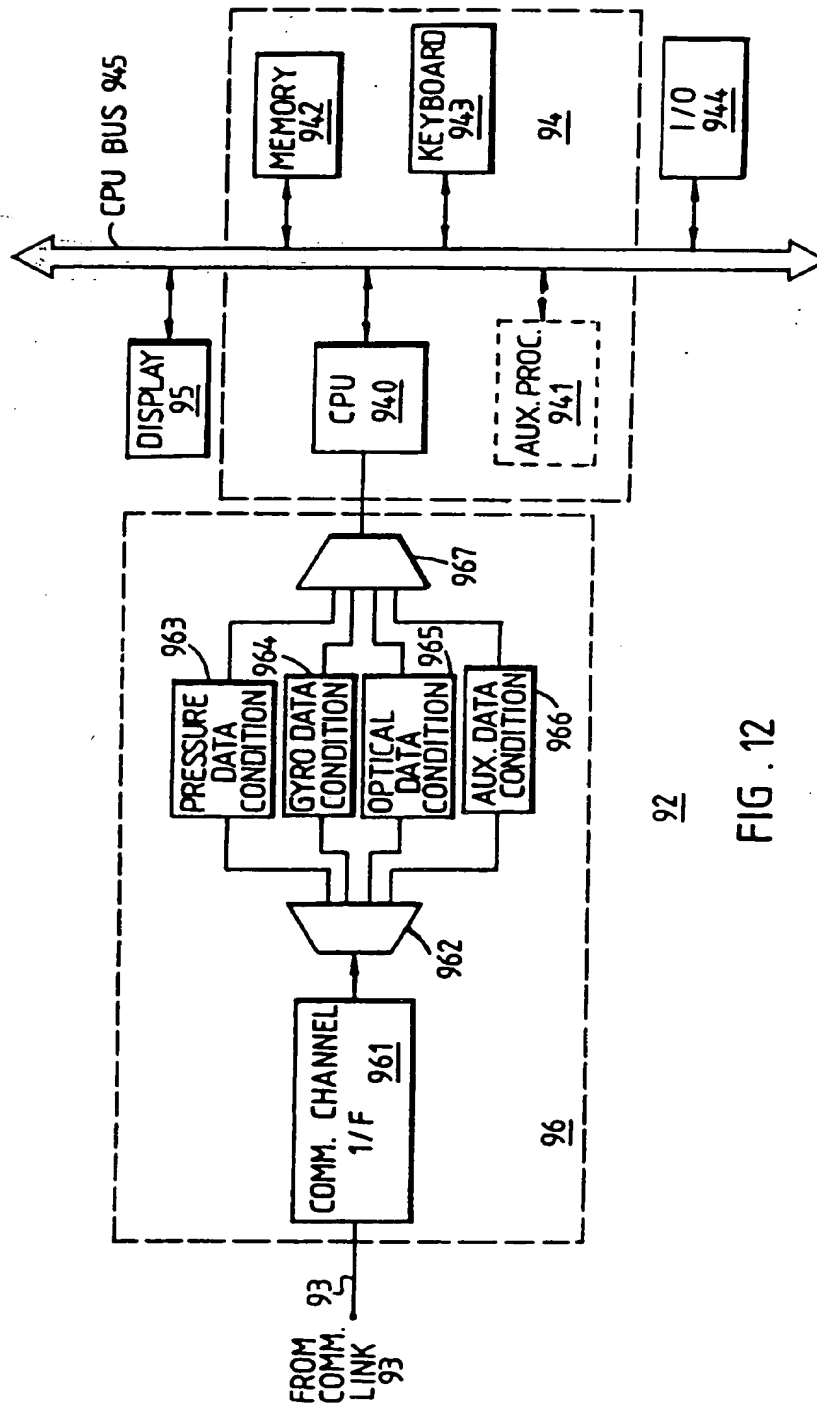 FROM
COMM.
LINK
93
93
COMM. CHANNEL
1/F
961
962
PRESSURE
DATA
CONDITION
963
GYRO DATA
CONDITION
964
OPTICAL
DATA
CONDITION
965
AUX. DATA
CONDITION
966
967
96
DISPLAY
95
CPU
940
AUX. PROC.
941
CPU BUS 945
MEMORY
942
KEYBOARD
943
94
I/O
944
92
FIG. 12